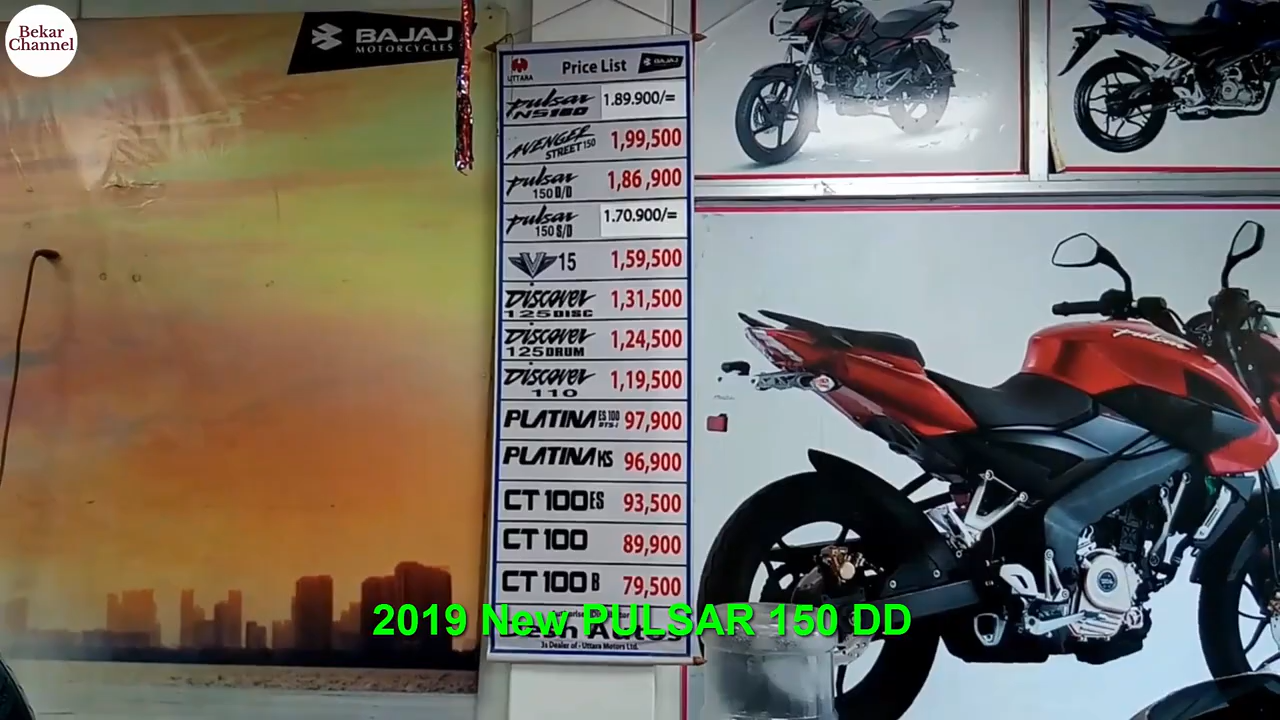 Bekar
Channel
BAJAJ
MOTORCYCLES
UTTARA
Price List
BAJAJ
pulsar NS160 1.89.900/=
AVENGER STREET 150 1,99,500
pulsar 150 D/D 1,86,900
pulsar 150 S/D 1.70.900/=
V 15 1,59,500
DISCOVER 125 DISC 1,31,500
DISCOVER 125 DRUM 1,24,500
DISCOVER 110 1,19,500
PLATINA ES 100 97,900
PLATINA KS 96,900
CT 100 ES 93,500
CT 100 89,900
CT 100 B 79,500
2019 New PULSAR 150 DD
3s Dealer of - Uttara Motors Ltd.
pulsar